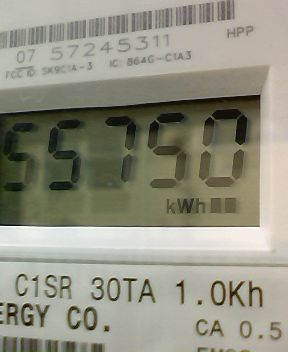 07 57245311
HPP
FCC ID: SK9C1A-3 IC: 864G-C1A3
55750
kWh
C1SR 30TA 1.0Kh
ERGY CO.
CA 0.5